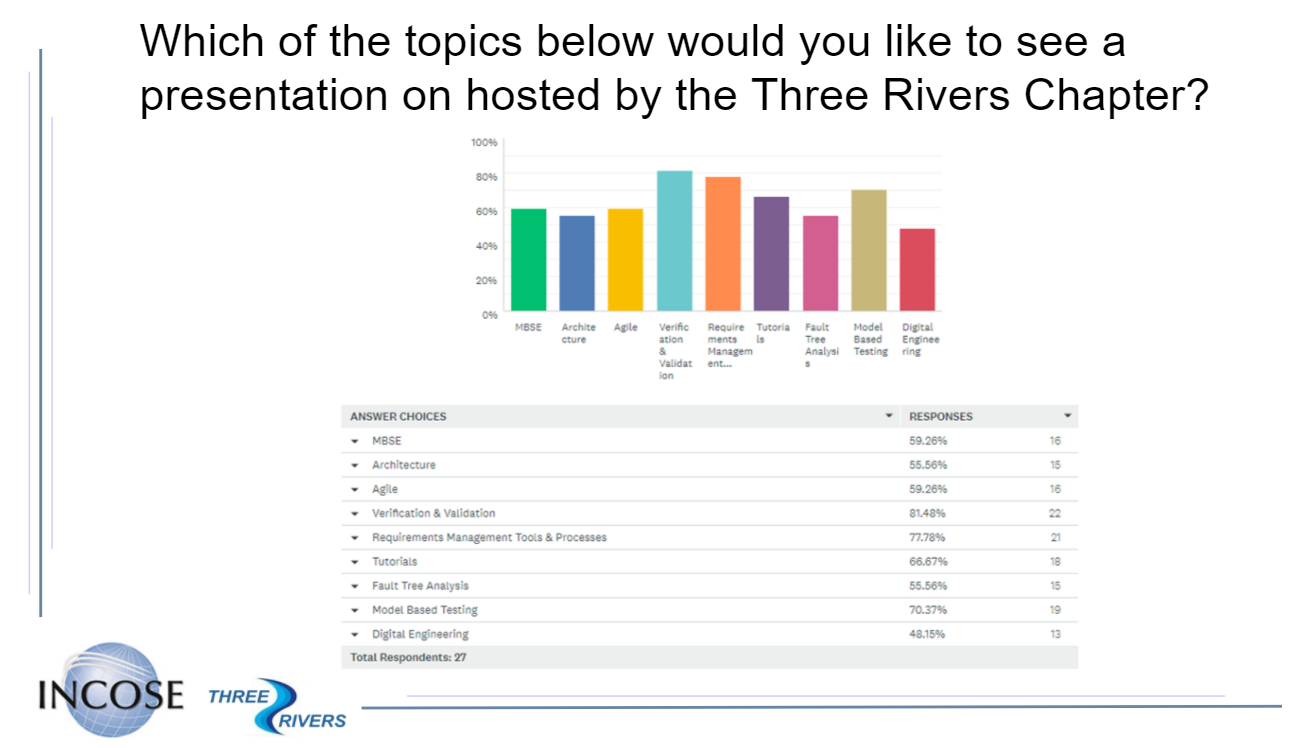 Which of the topics below would you like to see a
presentation on hosted by the Three Rivers Chapter?
100%
80%
60%
40%
20%
0%
MBSE
Archite
cture
Agile
Verific
ation
&
Validat
ion
Require
ments
Managem
ent...
Tutoria
ls
Fault
Tree
Analysi
s
Model
Based
Testing
Digital
Enginee
ring
ANSWER CHOICES RESPONSES
MBSE 59.26% 16
Architecture 55.56% 15
Agile 59.26% 16
Verification & Validation 81.48% 22
Requirements Management Tools & Processes 77.78% 21
Tutorials 66.67% 18
Fault Tree Analysis 55.56% 15
Model Based Testing 70.37% 19
Digital Engineering 48.15% 13
Total Respondents: 27
INCOSE
THREE
RIVERS